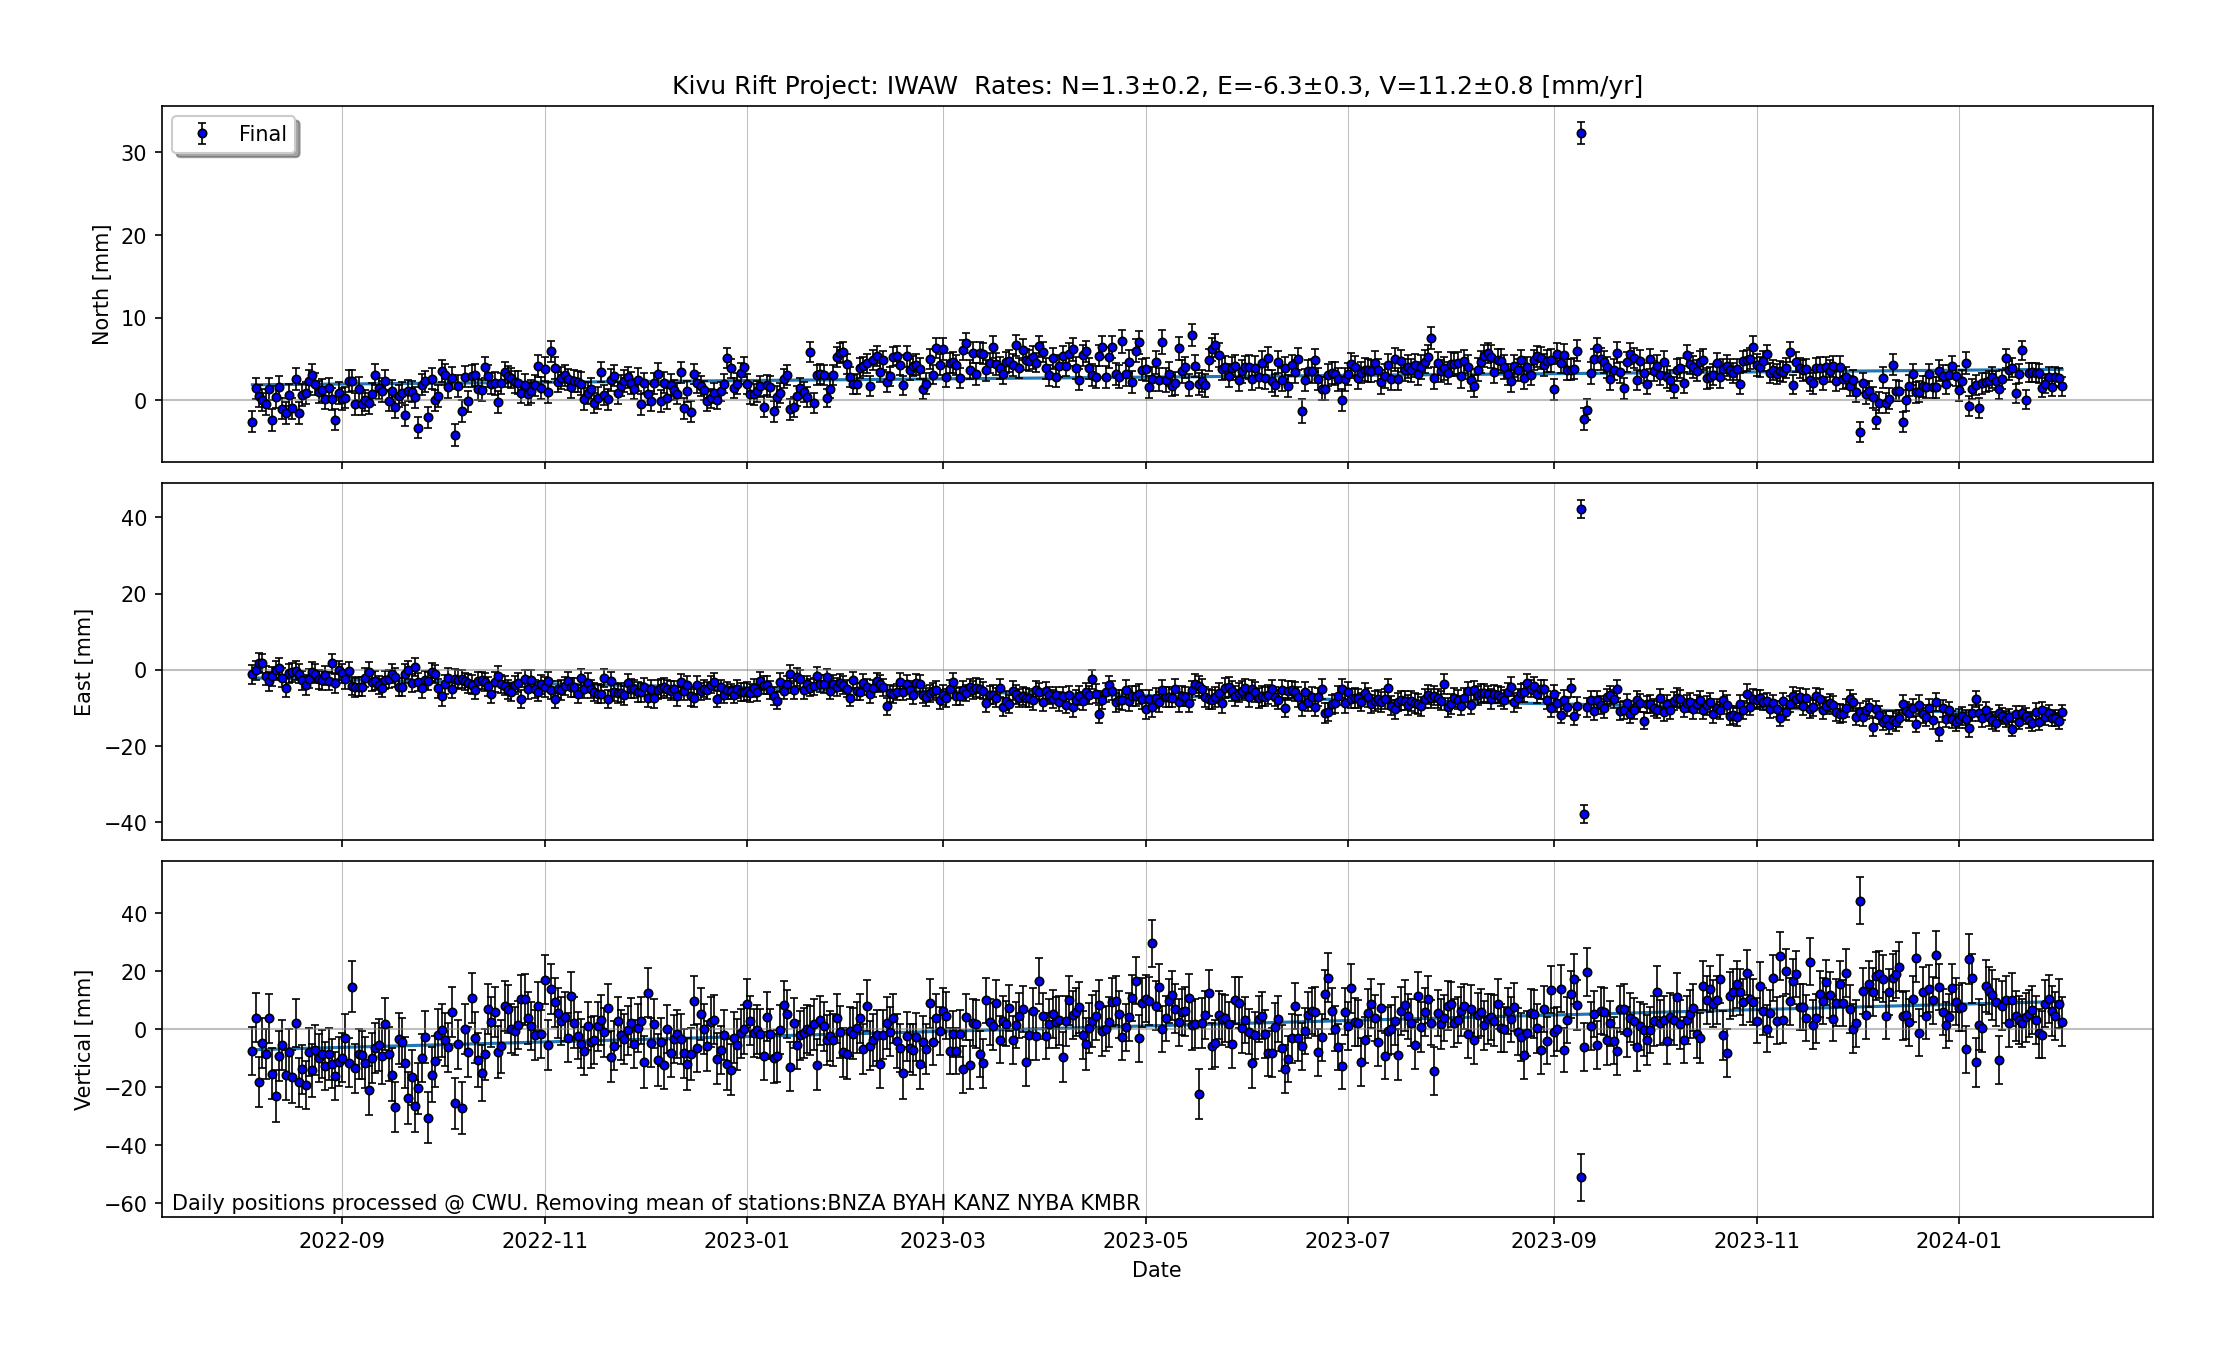 Kivu Rift Project: IWAW  Rates: N=1.3±0.2, E=-6.3±0.3, V=11.2±0.8 [mm/yr]
Final
North [mm]
30
20
10
0
East [mm]
40
20
0
−20
−40
Vertical [mm]
40
20
0
−20
−40
−60
Daily positions processed @ CWU. Removing mean of stations:BNZA BYAH KANZ NYBA KMBR
2022-09 2022-11 2023-01 2023-03 2023-05 2023-07 2023-09 2023-11 2024-01
Date